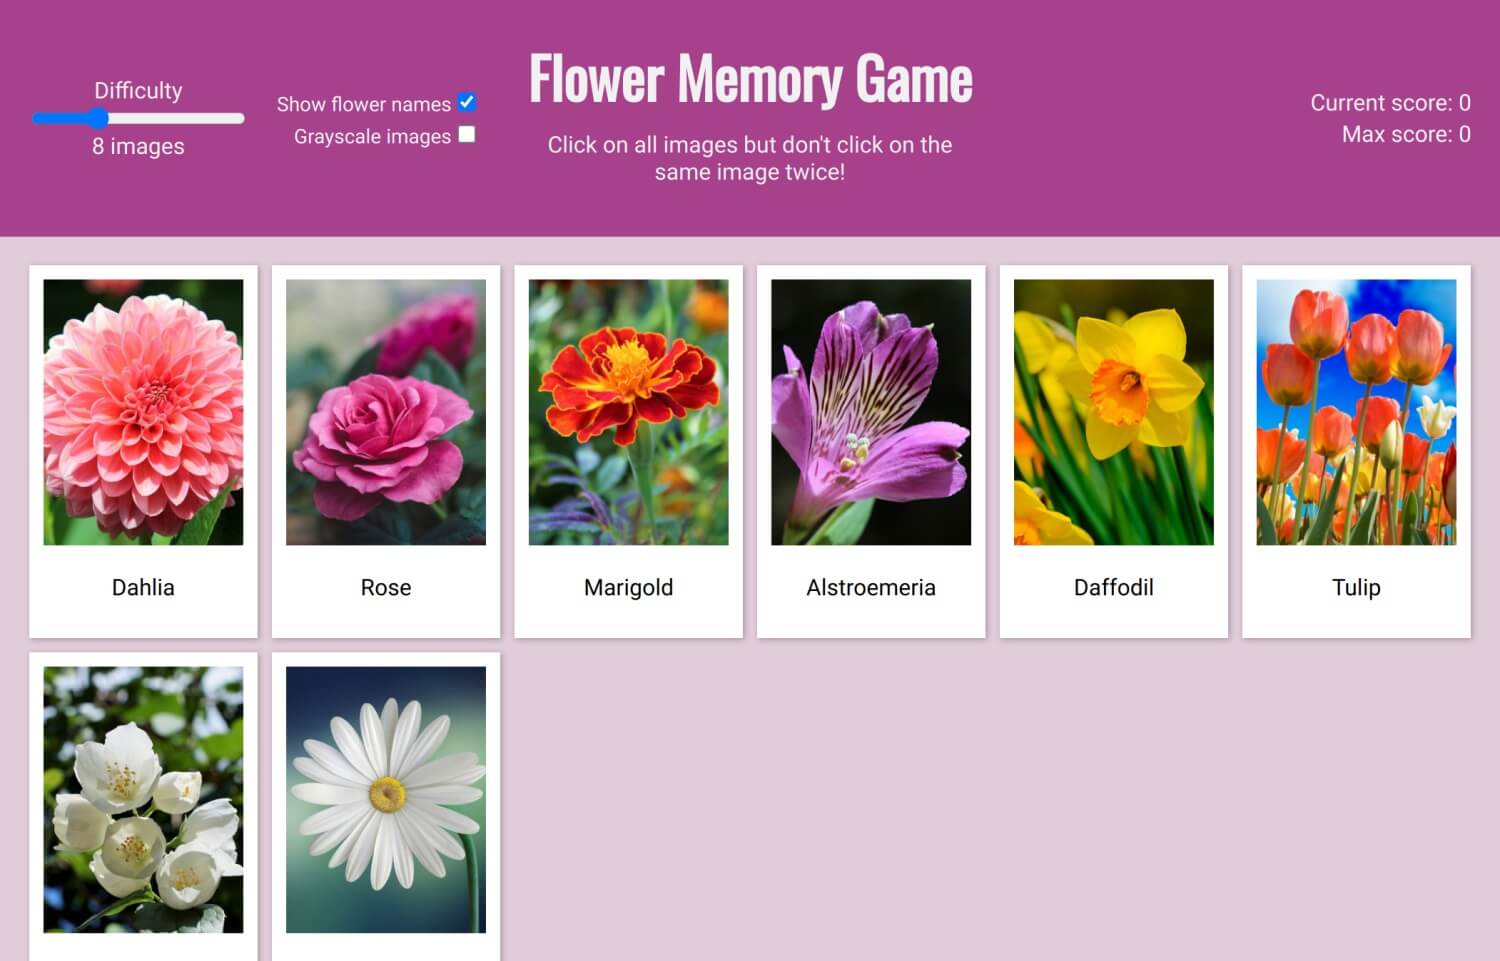 Difficulty
8 images
Show flower names
Grayscale images
Flower Memory Game
Click on all images but don't click on the
same image twice!
Current score: 0
Max score: 0
Dahlia
Rose
Marigold
Alstroemeria
Daffodil
Tulip